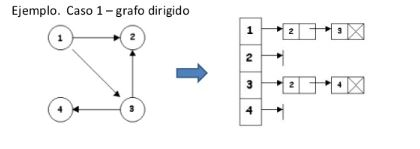 Ejemplo. Caso 1 – grafo dirigido
1 2
4 3
1 2 3
2
3 2 4
4